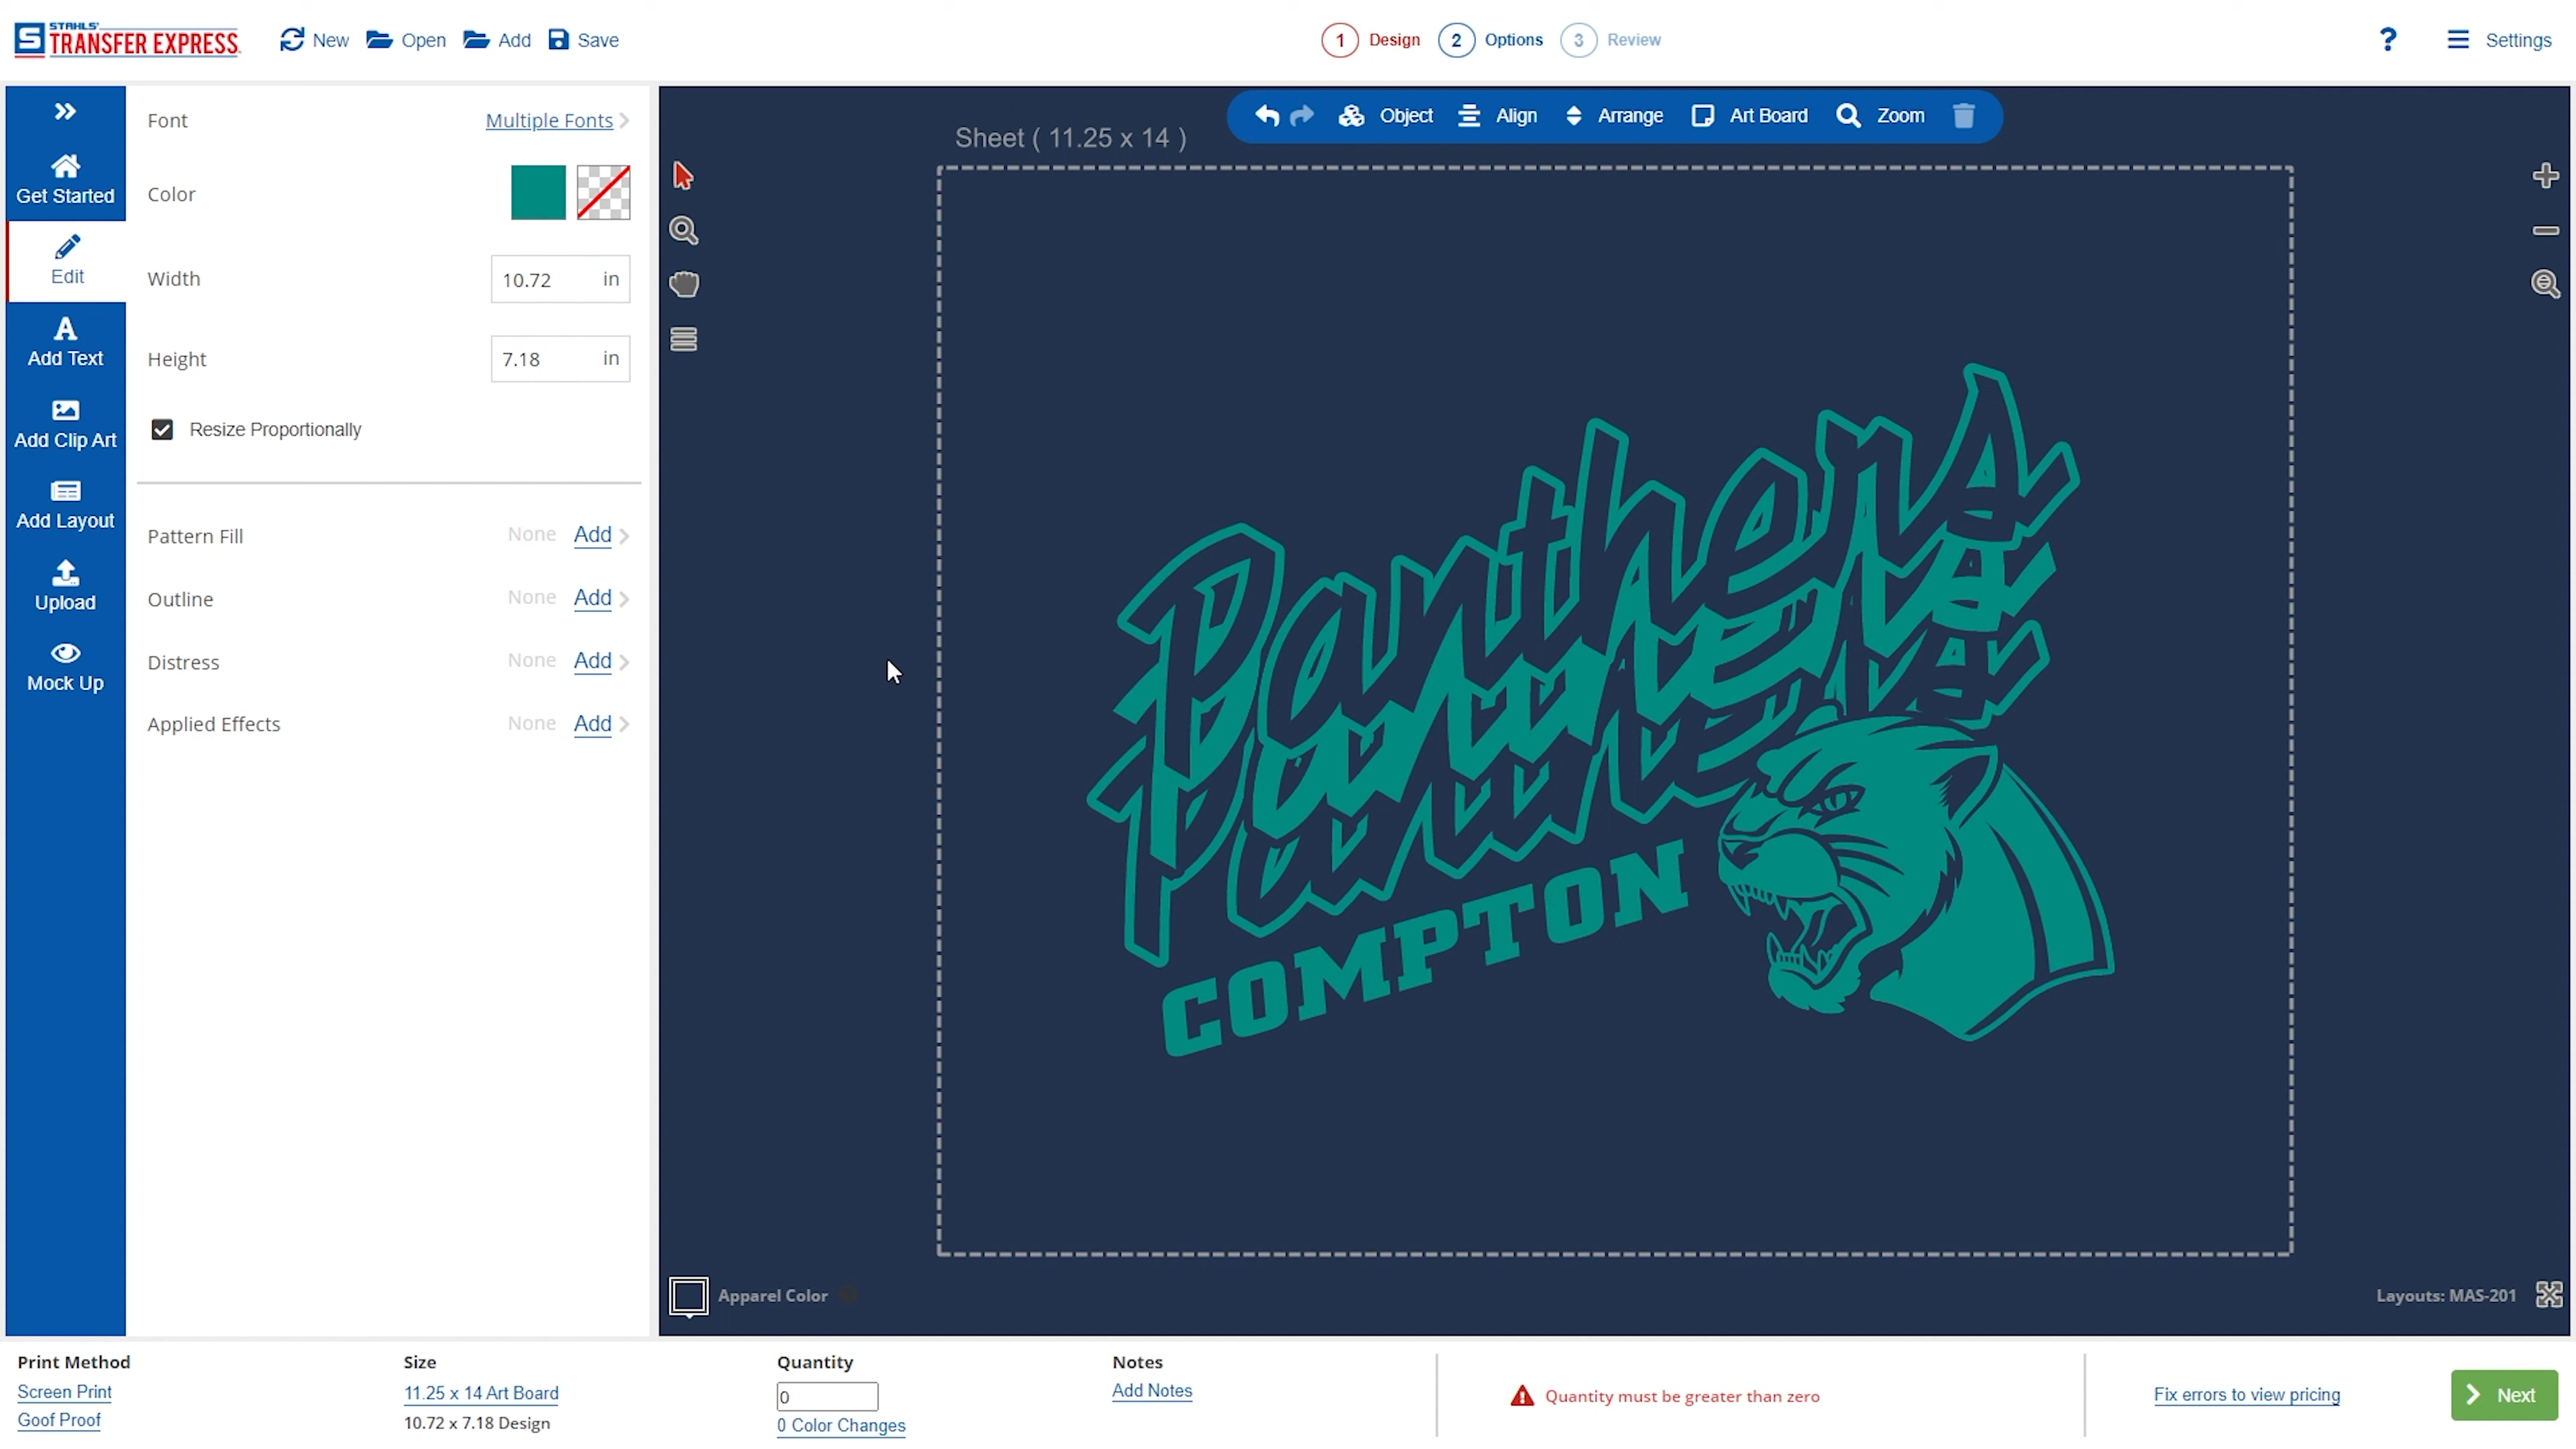 STAHLS'
TRANSFER EXPRESS
New
Open
Add
Save
1 Design
2 Options
3 Review
?
Settings
Get Started
Edit
Add Text
Add Clip Art
Add Layout
Upload
Mock Up
Font
Multiple Fonts
Color
Width
10.72 in
Height
7.18 in
Resize Proportionally
Pattern Fill
None
Add
Outline
None
Add
Distress
None
Add
Applied Effects
None
Add
Object
Align
Arrange
Art Board
Zoom
Sheet ( 11.25 x 14 )
Panthers
COMPTON
Apparel Color
Layouts: MAS-201
Print Method
Screen Print
Goof Proof
Size
11.25 x 14 Art Board
10.72 x 7.18 Design
Quantity
0
0 Color Changes
Notes
Add Notes
Quantity must be greater than zero
Fix errors to view pricing
Next